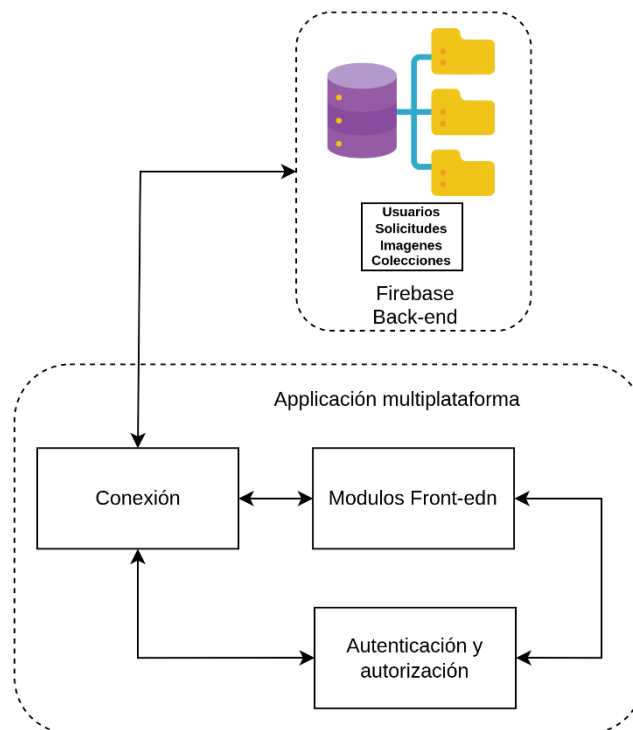 Usuarios
Solicitudes
Imagenes
Colecciones
Firebase
Back-end
Applicación multiplataforma
Conexión
Modulos Front-edn
Autenticación y
autorización